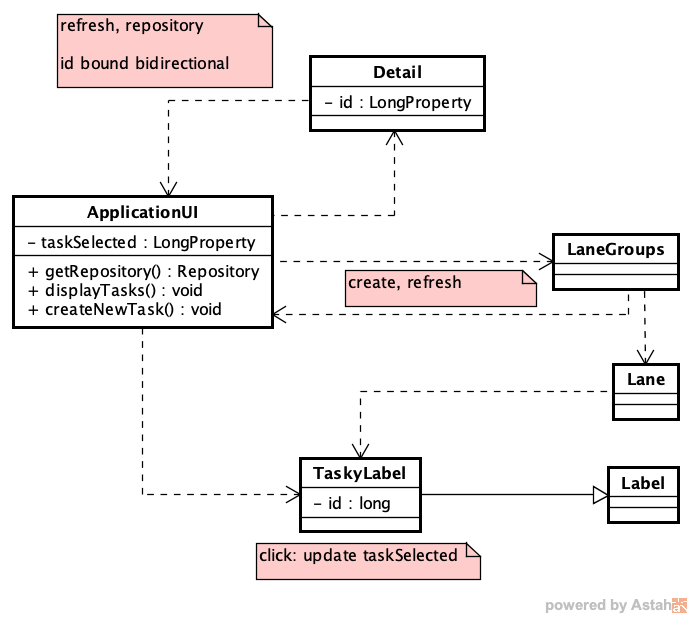 refresh, repository
id bound bidirectional
Detail
- id : LongProperty
ApplicationUI
- taskSelected : LongProperty
+ getRepository() : Repository
+ displayTasks() : void
+ createNewTask() : void
LaneGroups
create, refresh
Lane
TaskyLabel
- id : long
Label
click: update taskSelected
powered by Astah